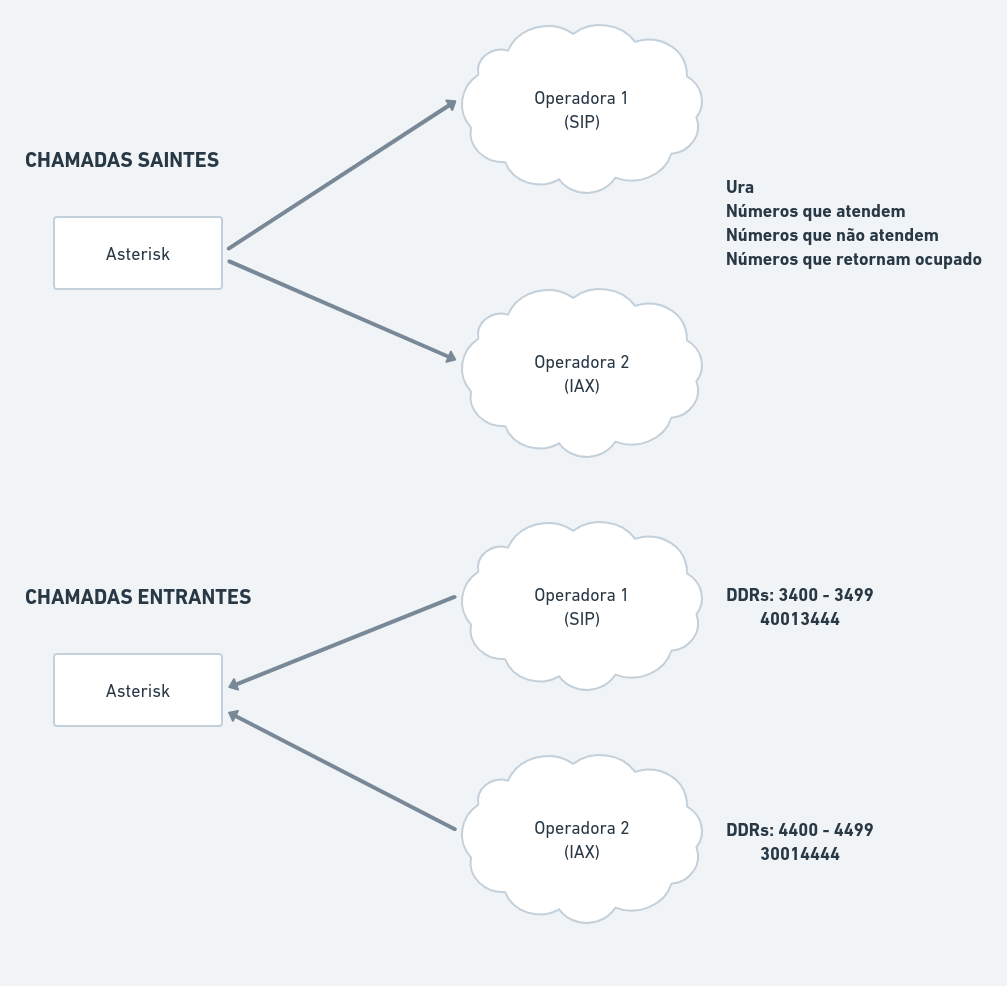 Operadora 1
(SIP)
CHAMADAS SAINTES
Ura
Números que atendem
Números que não atendem
Números que retornam ocupado
Asterisk
Operadora 2
(IAX)
CHAMADAS ENTRANTES
Operadora 1
(SIP)
DDRs: 3400 - 3499
40013444
Asterisk
Operadora 2
(IAX)
DDRs: 4400 - 4499
30014444